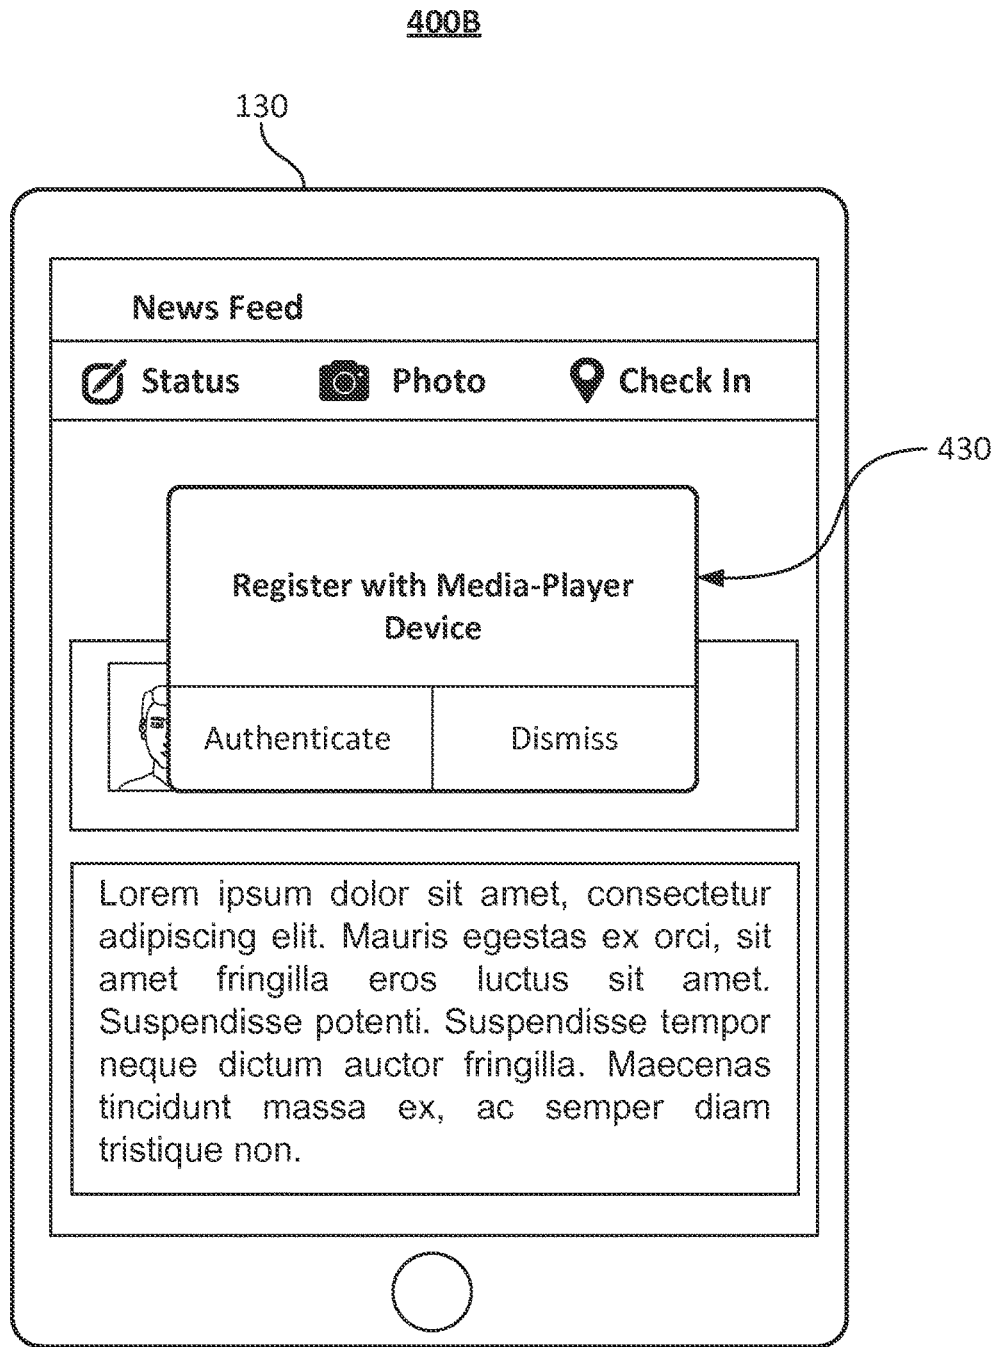 400B
130
News Feed
Status Photo Check In
430
Register with Media-Player
Device
Authenticate Dismiss
Lorem ipsum dolor sit amet, consectetur
adipiscing elit. Mauris egestas ex orci, sit
amet fringilla eros luctus sit amet.
Suspendisse potenti. Suspendisse tempor
neque dictum auctor fringilla. Maecenas
tincidunt massa ex, ac semper diam
tristique non.